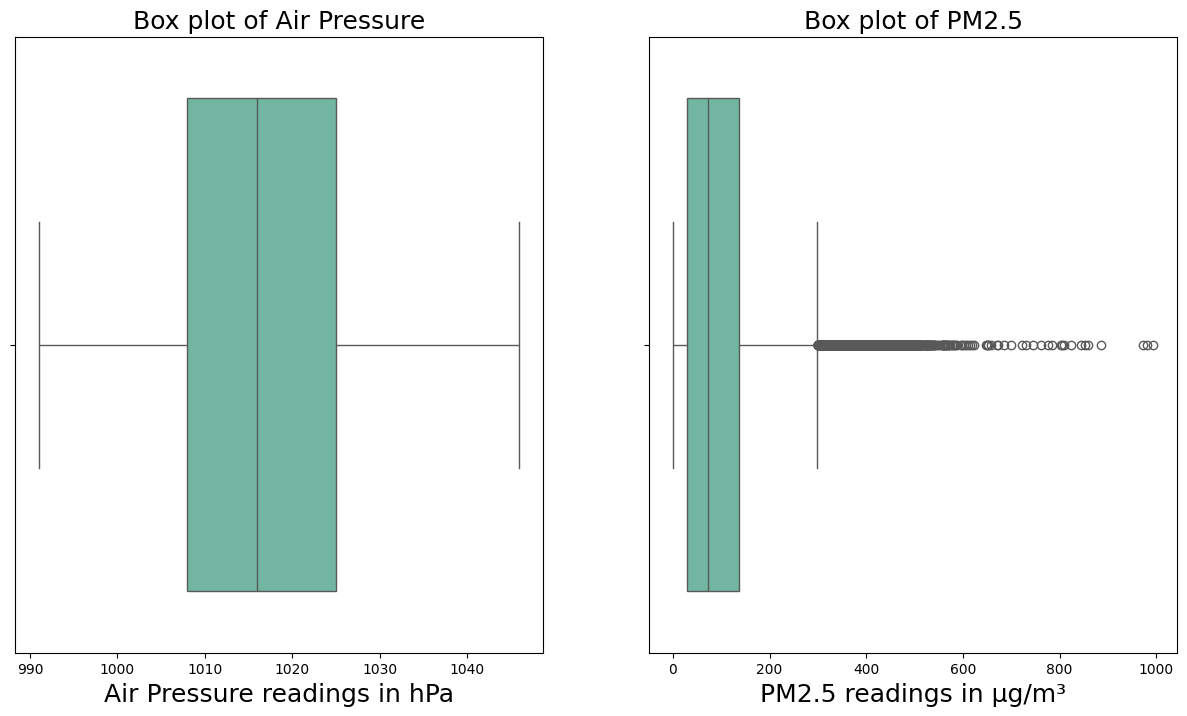 Box plot of Air Pressure
990 1000 1010 1020 1030 1040
Air Pressure readings in hPa
Box plot of PM2.5
0 200 400 600 800 1000
PM2.5 readings in µg/m³